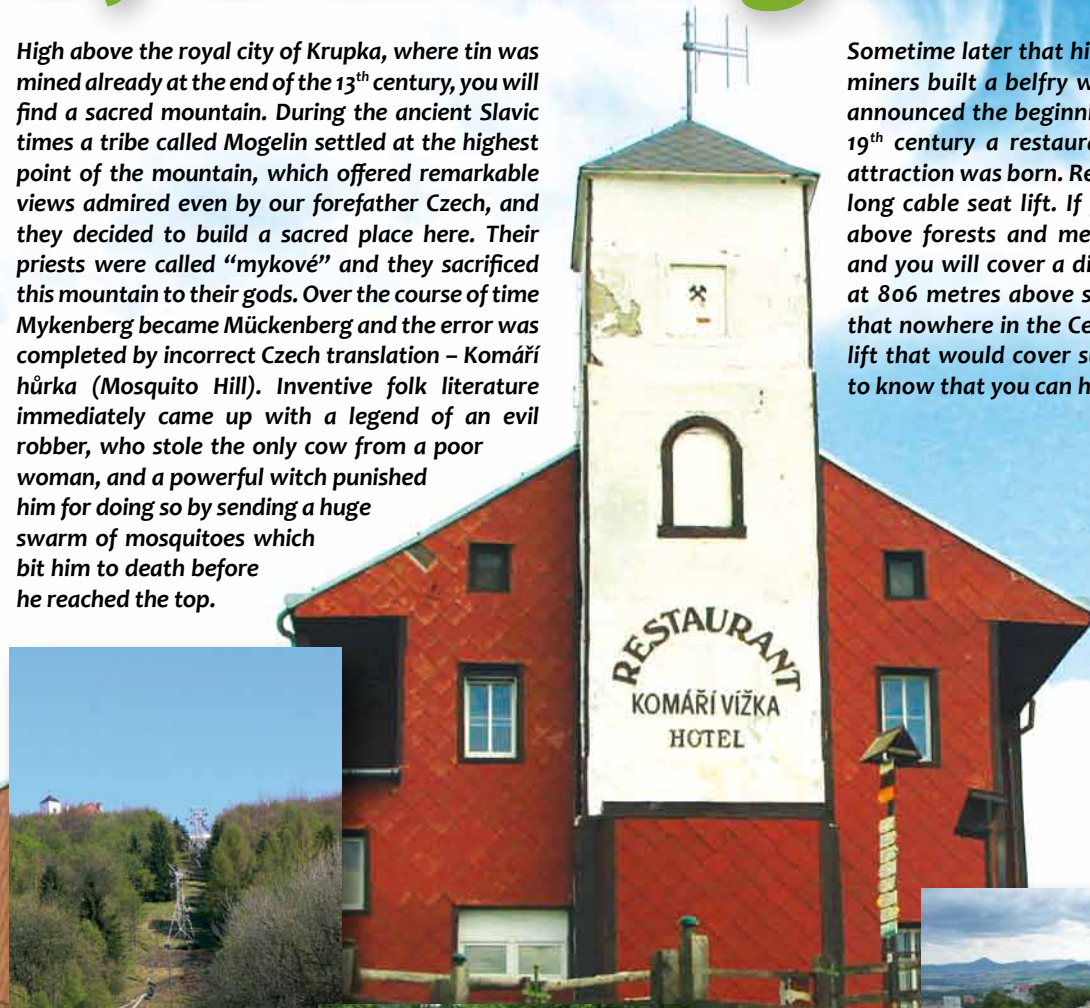 High above the royal city of Krupka, where tin was
mined already at the end of the 13th century, you will
find a sacred mountain. During the ancient Slavic
times a tribe called Mogelin settled at the highest
point of the mountain, which offered remarkable
views admired even by our forefather Czech, and
they decided to build a sacred place here. Their
priests were called “mykové” and they sacrificed
this mountain to their gods. Over the course of time
Mykenberg became Mückenberg and the error was
completed by incorrect Czech translation – Komáří
hůrka (Mosquito Hill). Inventive folk literature
immediately came up with a legend of an evil
robber, who stole the only cow from a poor
woman, and a powerful witch punished
him for doing so by sending a huge
swarm of mosquitoes which
bit him to death before
he reached the top.
Sometime later that
miners built a belfry
announced the
19th century a
attraction was born.
long cable seat lift. If
above forests and
and you will cover a
at 806 metres above
that nowhere in the
lift that would cover
to know that you can
RESTAURANT
KOMÁŘÍ VÍŽKA
HOTEL